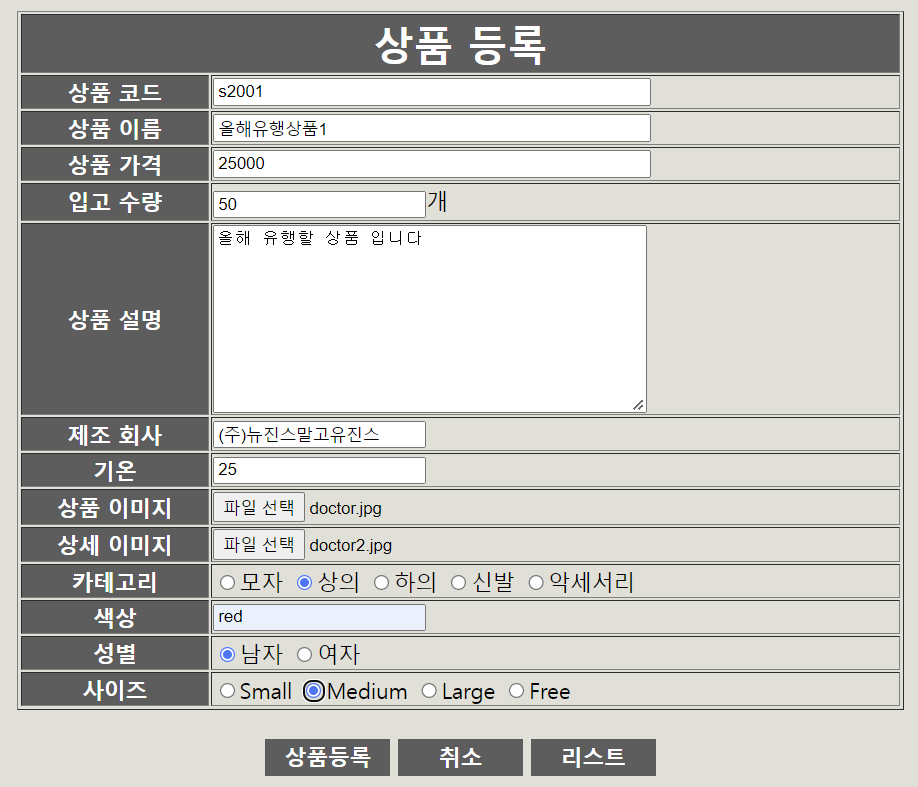 상품 등록
상품 코드 s2001
상품 이름 올해유행상품1
상품 가격 25000
입고 수량 50 개
상품 설명 올해 유행할 상품 입니다
제조 회사 (주)뉴진스말고유진스
기온 25
상품 이미지 파일 선택 doctor.jpg
상세 이미지 파일 선택 doctor2.jpg
카테고리 모자 상의 하의 신발 악세서리
색상 red
성별 남자 여자
사이즈 Small Medium Large Free
상품등록 취소 리스트